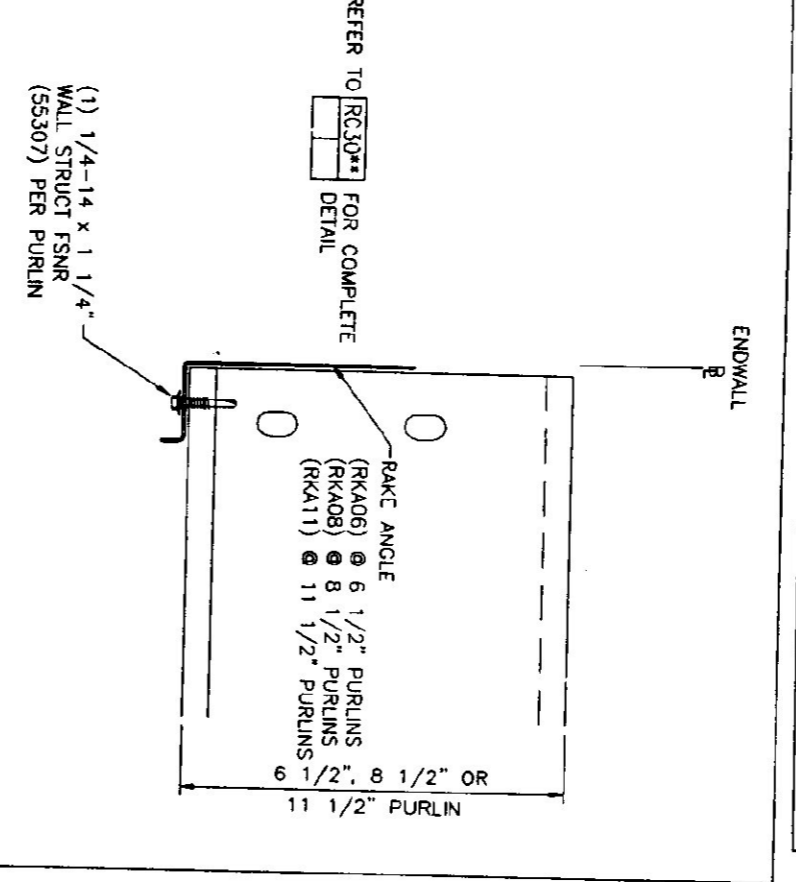 REFER TO RC30** FOR COMPLETE
DETAIL
(1) 1/4-14 x 1 1/4"
WALL STRUCT FSNR
(55307) PER PURLIN
ENDWALL
RAKE ANGLE
(RKA06) @ 6 1/2" PURLINS
(RKA08) @ 8 1/2" PURLINS
(RKA11) @ 11 1/2" PURLINS
6 1/2", 8 1/2" OR
11 1/2" PURLIN